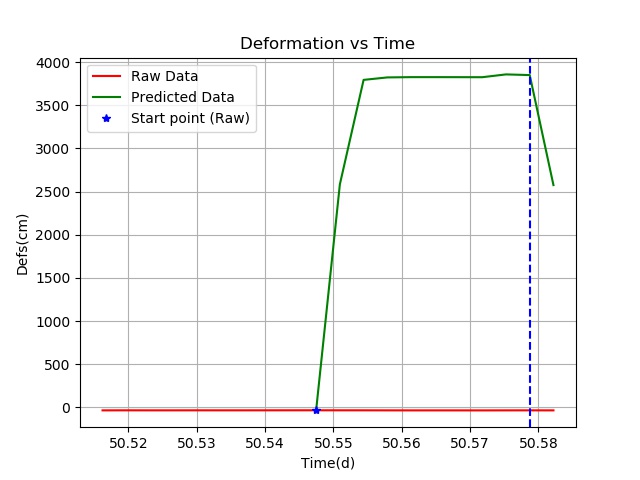 Deformation vs Time
Raw Data
Predicted Data
Start point (Raw)
4000
3500
3000
2500
2000
1500
1000
500
0
Defs(cm)
50.52 50.53 50.54 50.55 50.56 50.57 50.58
Time(d)